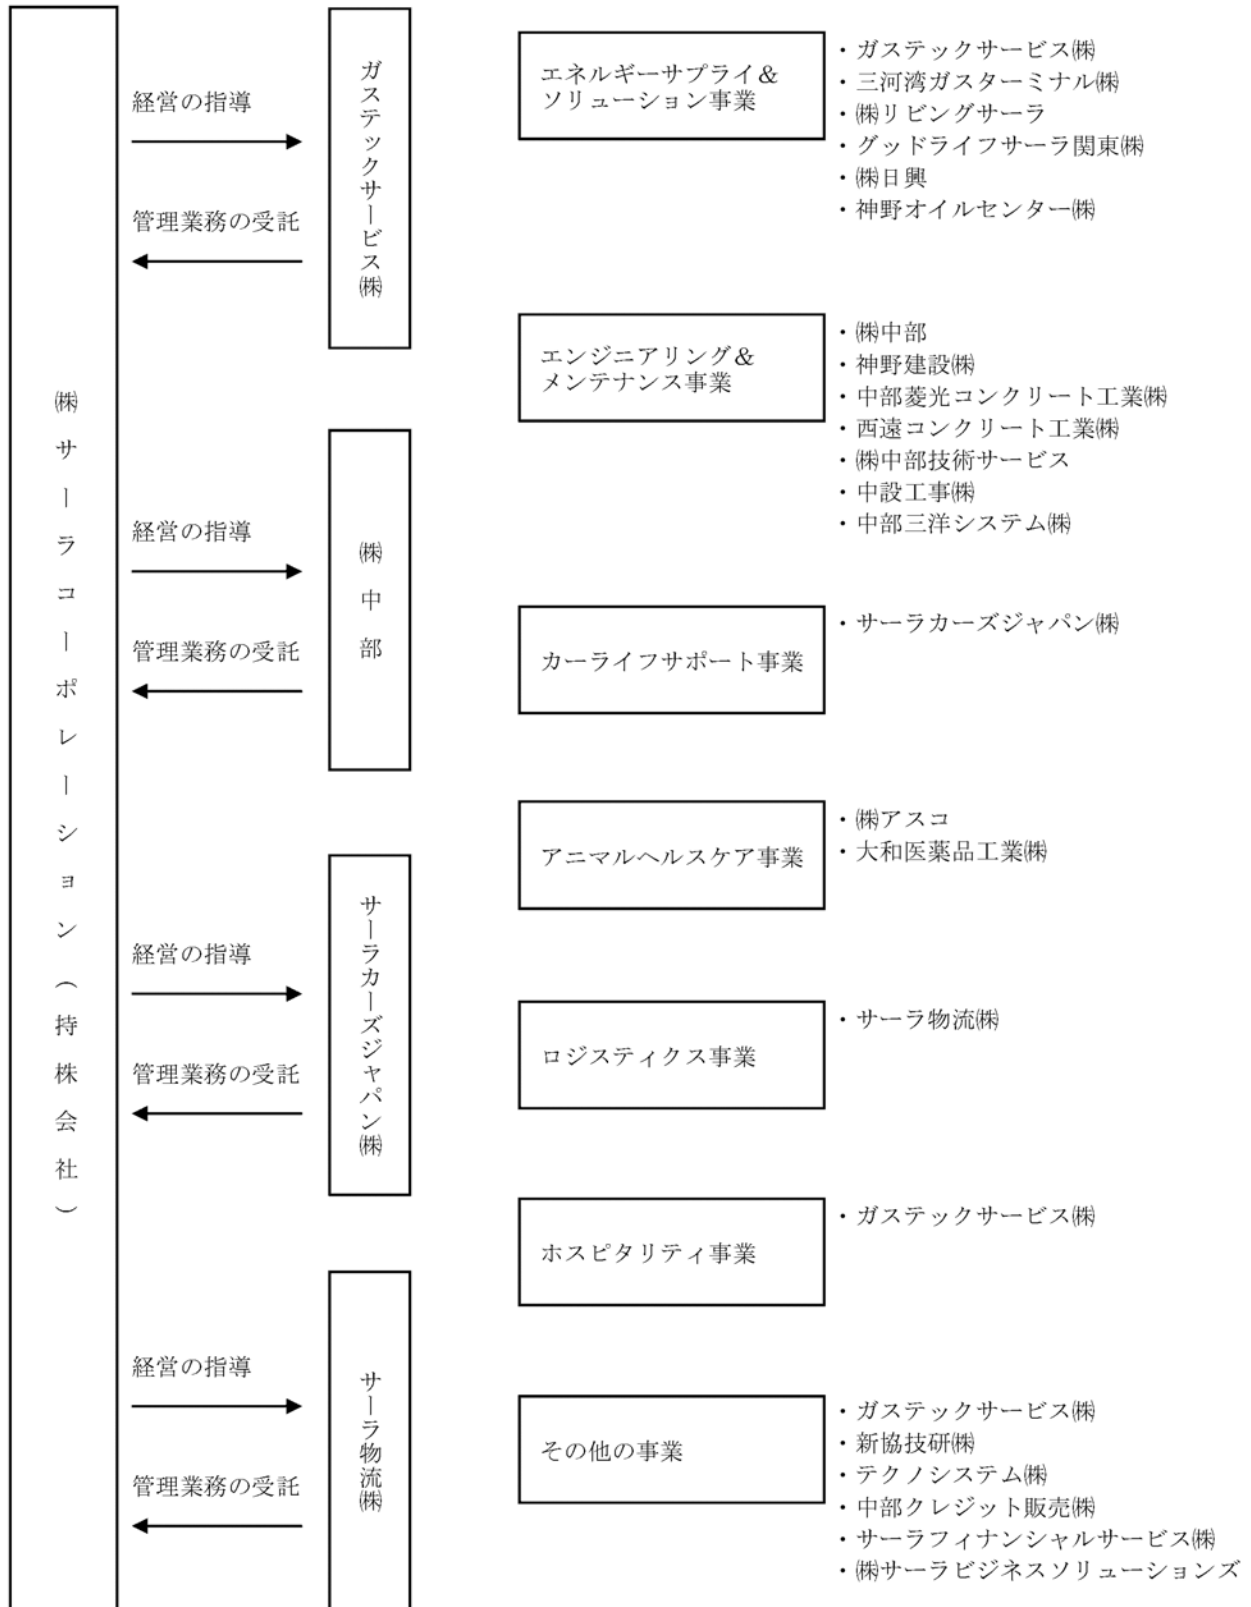 ㈱サーラコーポレーション（持株会社）
経営の指導
管理業務の受託
ガステックサービス㈱
経営の指導
管理業務の受託
㈱中部
経営の指導
管理業務の受託
サーラカーズジャパン㈱
経営の指導
管理業務の受託
サーラ物流㈱
エネルギーサプライ＆
ソリューション事業
・ガステックサービス㈱
・三河湾ガスターミナル㈱
・㈱リビングサーラ
・グッドライフサーラ関東㈱
・㈱日興
・神野オイルセンター㈱
エンジニアリング＆
メンテナンス事業
・㈱中部
・神野建設㈱
・中部菱光コンクリート工業㈱
・西遠コンクリート工業㈱
・㈱中部技術サービス
・中設工事㈱
・中部三洋システム㈱
カーライフサポート事業
・サーラカーズジャパン㈱
アニマルヘルスケア事業
・㈱アスコ
・大和医薬品工業㈱
ロジスティクス事業
・サーラ物流㈱
ホスピタリティ事業
・ガステックサービス㈱
その他の事業
・ガステックサービス㈱
・新協技研㈱
・テクノシステム㈱
・中部クレジット販売㈱
・サーラフィナンシャルサービス㈱
・㈱サーラビジネスソリューションズ